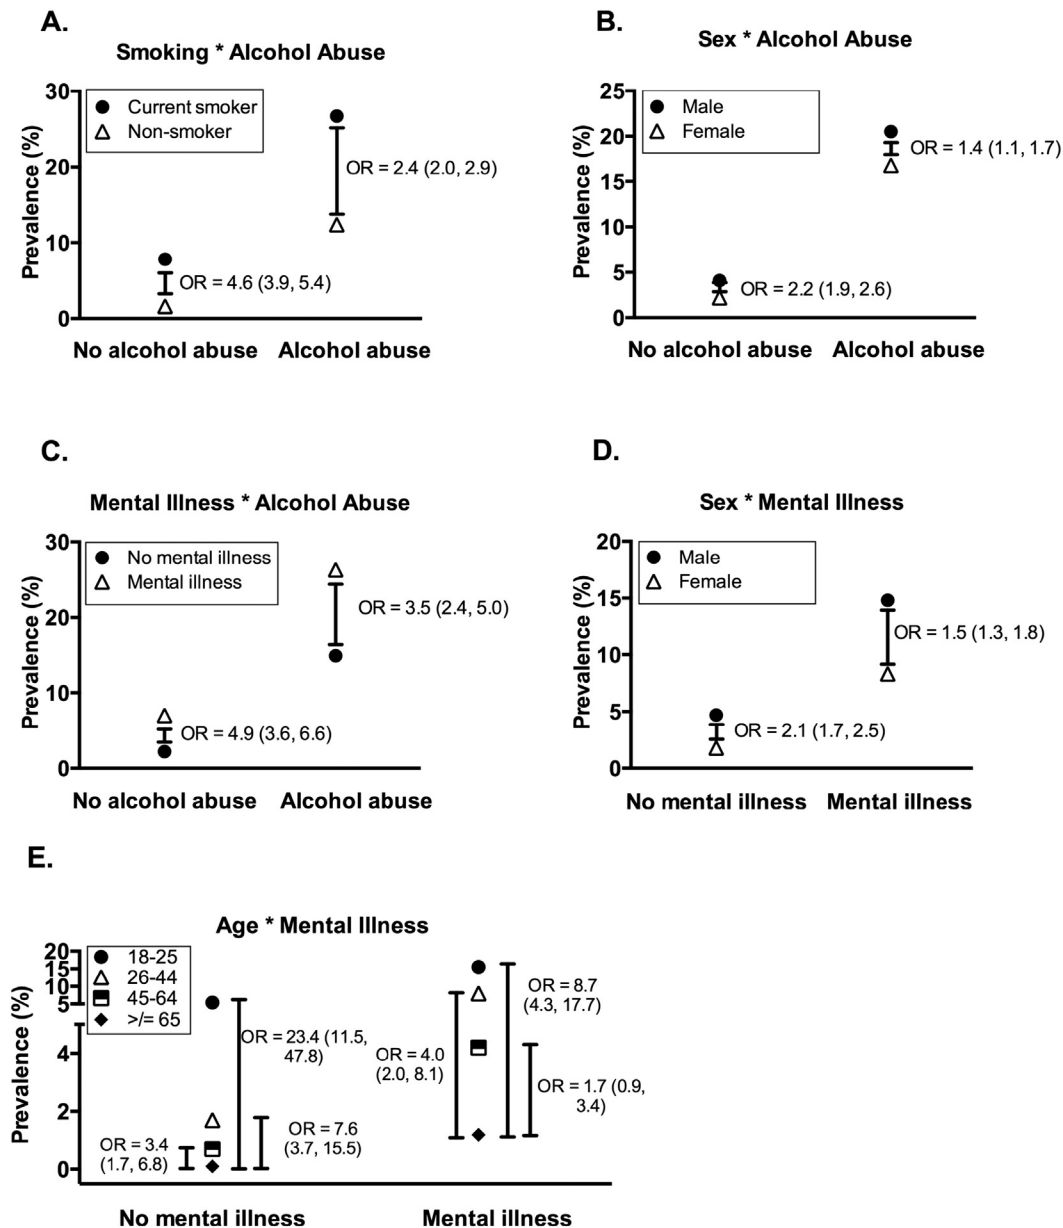 A.
Smoking * Alcohol Abuse
30
20
10
0
Prevalence (%)
Current smoker
Non-smoker
OR = 2.4 (2.0, 2.9)
OR = 4.6 (3.9, 5.4)
No alcohol abuse
Alcohol abuse
B.
Sex * Alcohol Abuse
25
20
15
10
5
0
Prevalence (%)
Male
Female
OR = 1.4 (1.1, 1.7)
OR = 2.2 (1.9, 2.6)
No alcohol abuse
Alcohol abuse
C.
Mental Illness * Alcohol Abuse
30
20
10
0
Prevalence (%)
No mental illness
Mental illness
OR = 3.5 (2.4, 5.0)
OR = 4.9 (3.6, 6.6)
No alcohol abuse
Alcohol abuse
D.
Sex * Mental Illness
20
15
10
5
0
Prevalence (%)
Male
Female
OR = 1.5 (1.3, 1.8)
OR = 2.1 (1.7, 2.5)
No mental illness
Mental illness
E.
Age * Mental Illness
20
15
10
5
4
2
0
Prevalence (%)
18-25
26-44
45-64
>/= 65
OR = 23.4 (11.5,
47.8)
OR = 3.4
(1.7, 6.8)
OR = 7.6
(3.7, 15.5)
OR = 4.0
(2.0, 8.1)
OR = 8.7
(4.3, 17.7)
OR = 1.7 (0.9,
3.4)
No mental illness
Mental illness